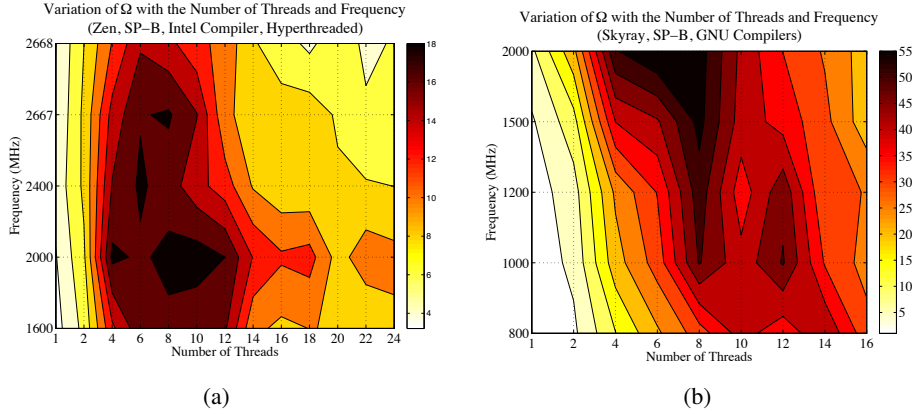 Variation of Ω with the Number of Threads and Frequency
(Zen, SP−B, Intel Compiler, Hyperthreaded)
Frequency (MHz)
2668
2667
2400
2000
1600
1 2 4 6 8 10 12 14 16 18 20 22 24
Number of Threads
18
16
14
12
10
8
6
4
(a)
Variation of Ω with the Number of Threads and Frequency
(Skyray, SP−B, GNU Compilers)
Frequency (MHz)
2000
1500
1200
1000
800
1 2 4 6 8 10 12 14 16
Number of Threads
55
50
45
40
35
30
25
20
15
10
5
(b)